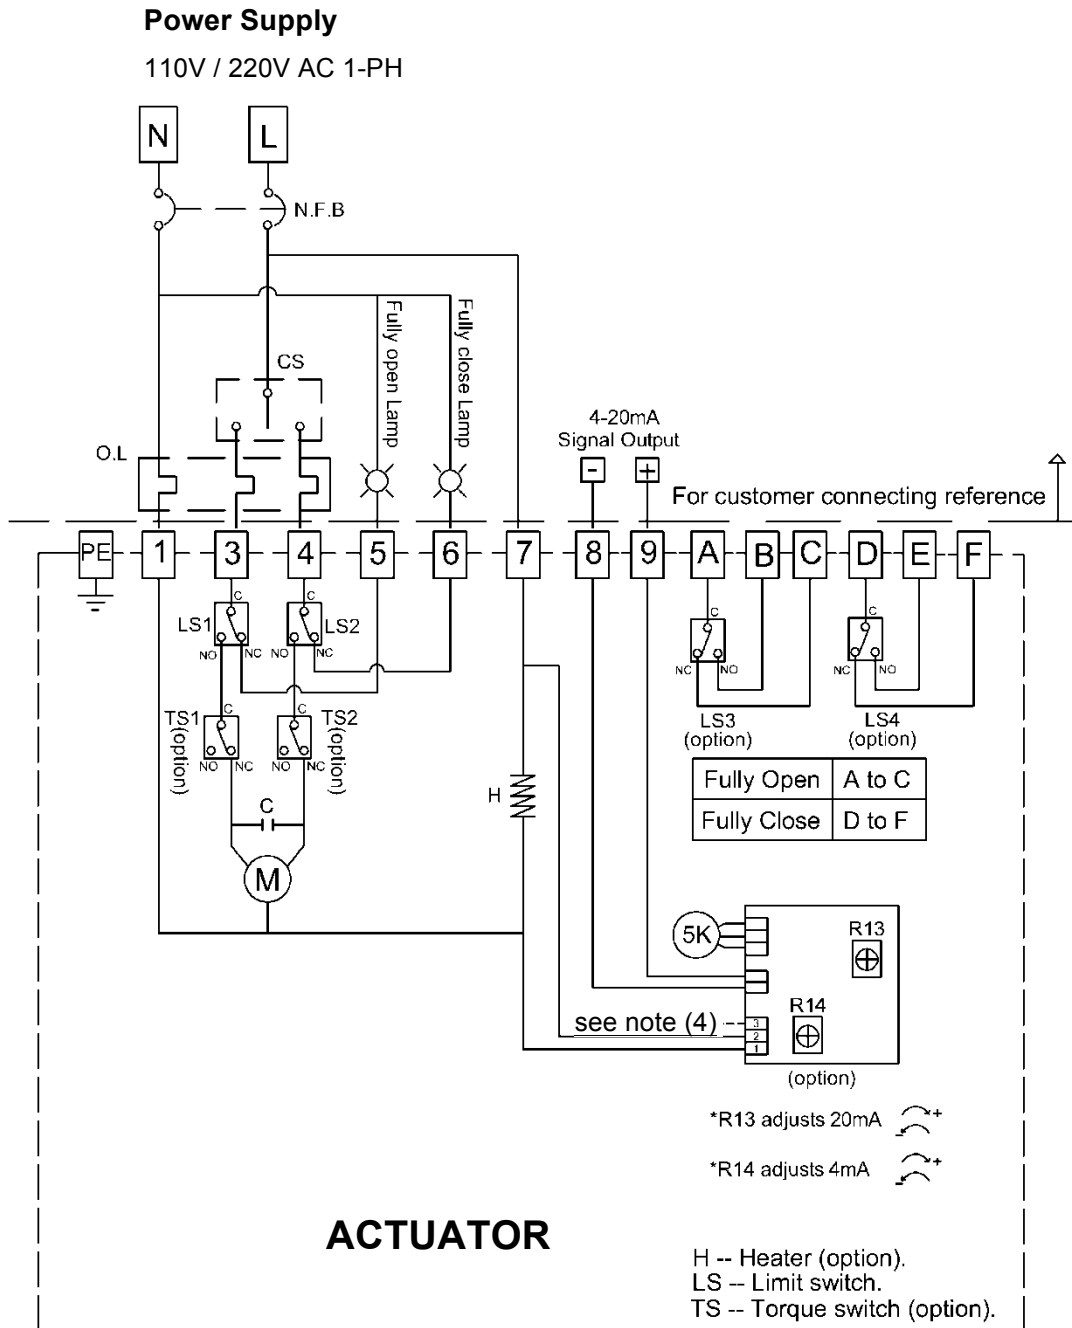 Power Supply
110V / 220V AC 1-PH
N
L
N.F.B
Fully open Lamp
Fully close Lamp
CS
O.L
4-20mA
Signal Output
-
+
For customer connecting reference
PE
1
3
4
5
6
7
8
9
A
B
C
D
E
F
C
LS1
NO
NC
C
LS2
NO
NC
C
NC
NO
LS3
(option)
C
NC
NO
LS4
(option)
TS1
(option)
C
NO
NC
C
TS2
(option)
NO
NC
Fully Open A to C
Fully Close D to F
H
C
M
5K
R13
R14
see note (4)
3
2
1
(option)
*R13 adjusts 20mA - +
*R14 adjusts 4mA - +
ACTUATOR
H -- Heater (option).
LS -- Limit switch.
TS -- Torque switch (option).